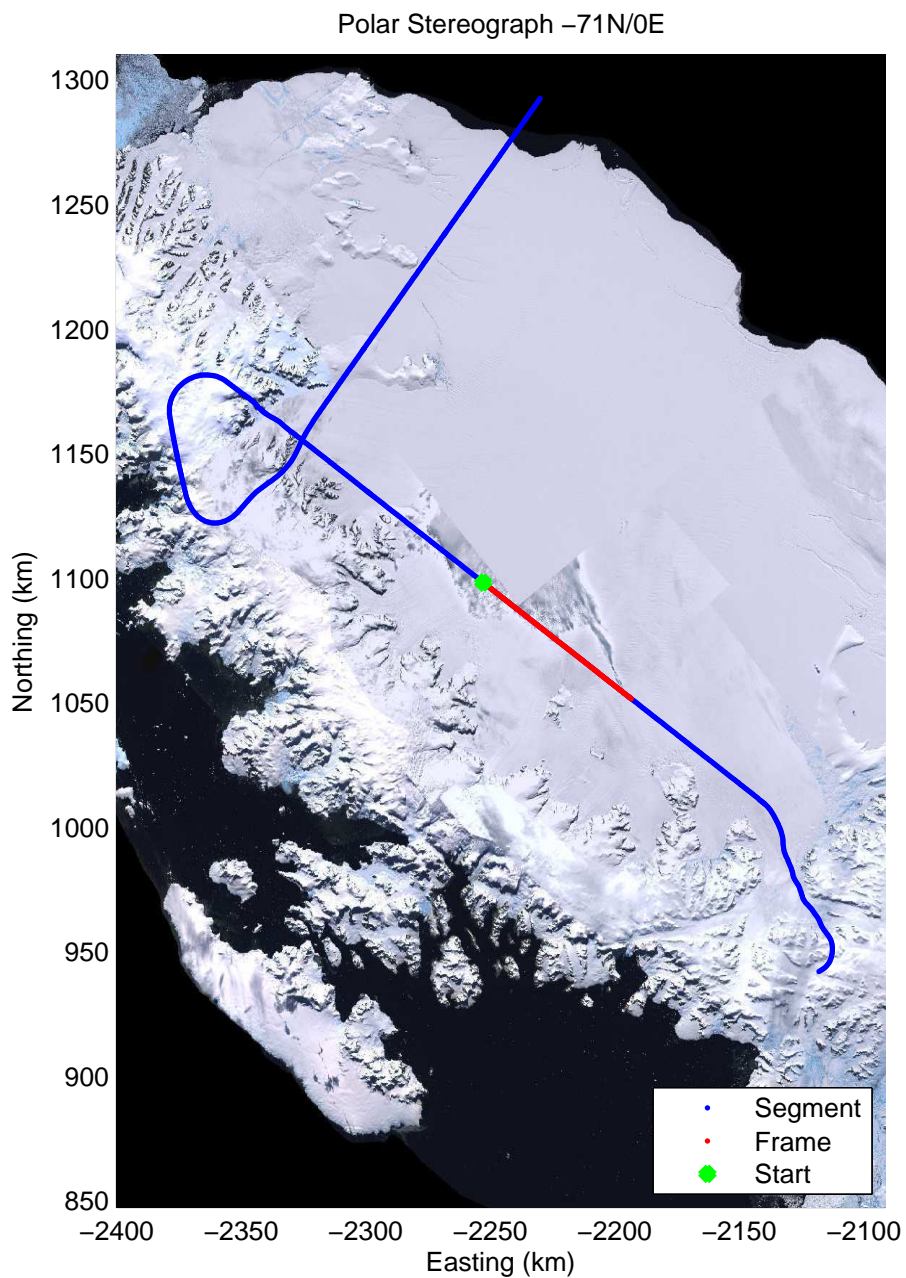 Polar Stereograph −71N/0E
1300
1250
1200
1150
1100
1050
1000
950
900
850
Northing (km)
−2400 −2350 −2300 −2250 −2200 −2150 −2100
Easting (km)
Segment
Frame
Start